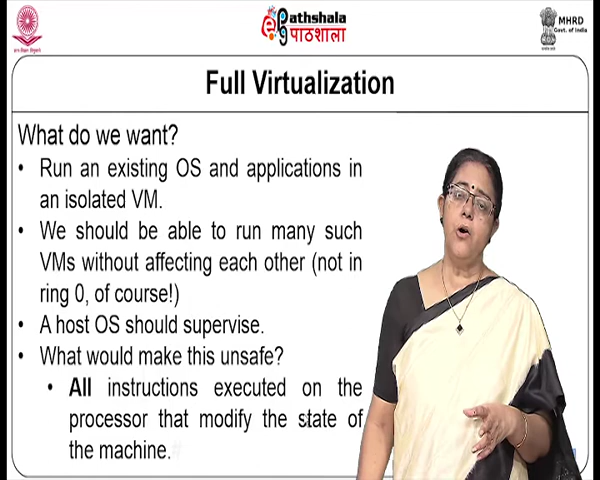 ePathshala
पाठशाला
MHRD
Govt. of India
Full Virtualization
What do we want?
• Run an existing OS and applications in
an isolated VM.
• We should be able to run many such
VMs without affecting each other (not in
ring 0, of course!)
• A host OS should supervise.
• What would make this unsafe?
• All instructions executed on the
processor that modify the state of
the machine.